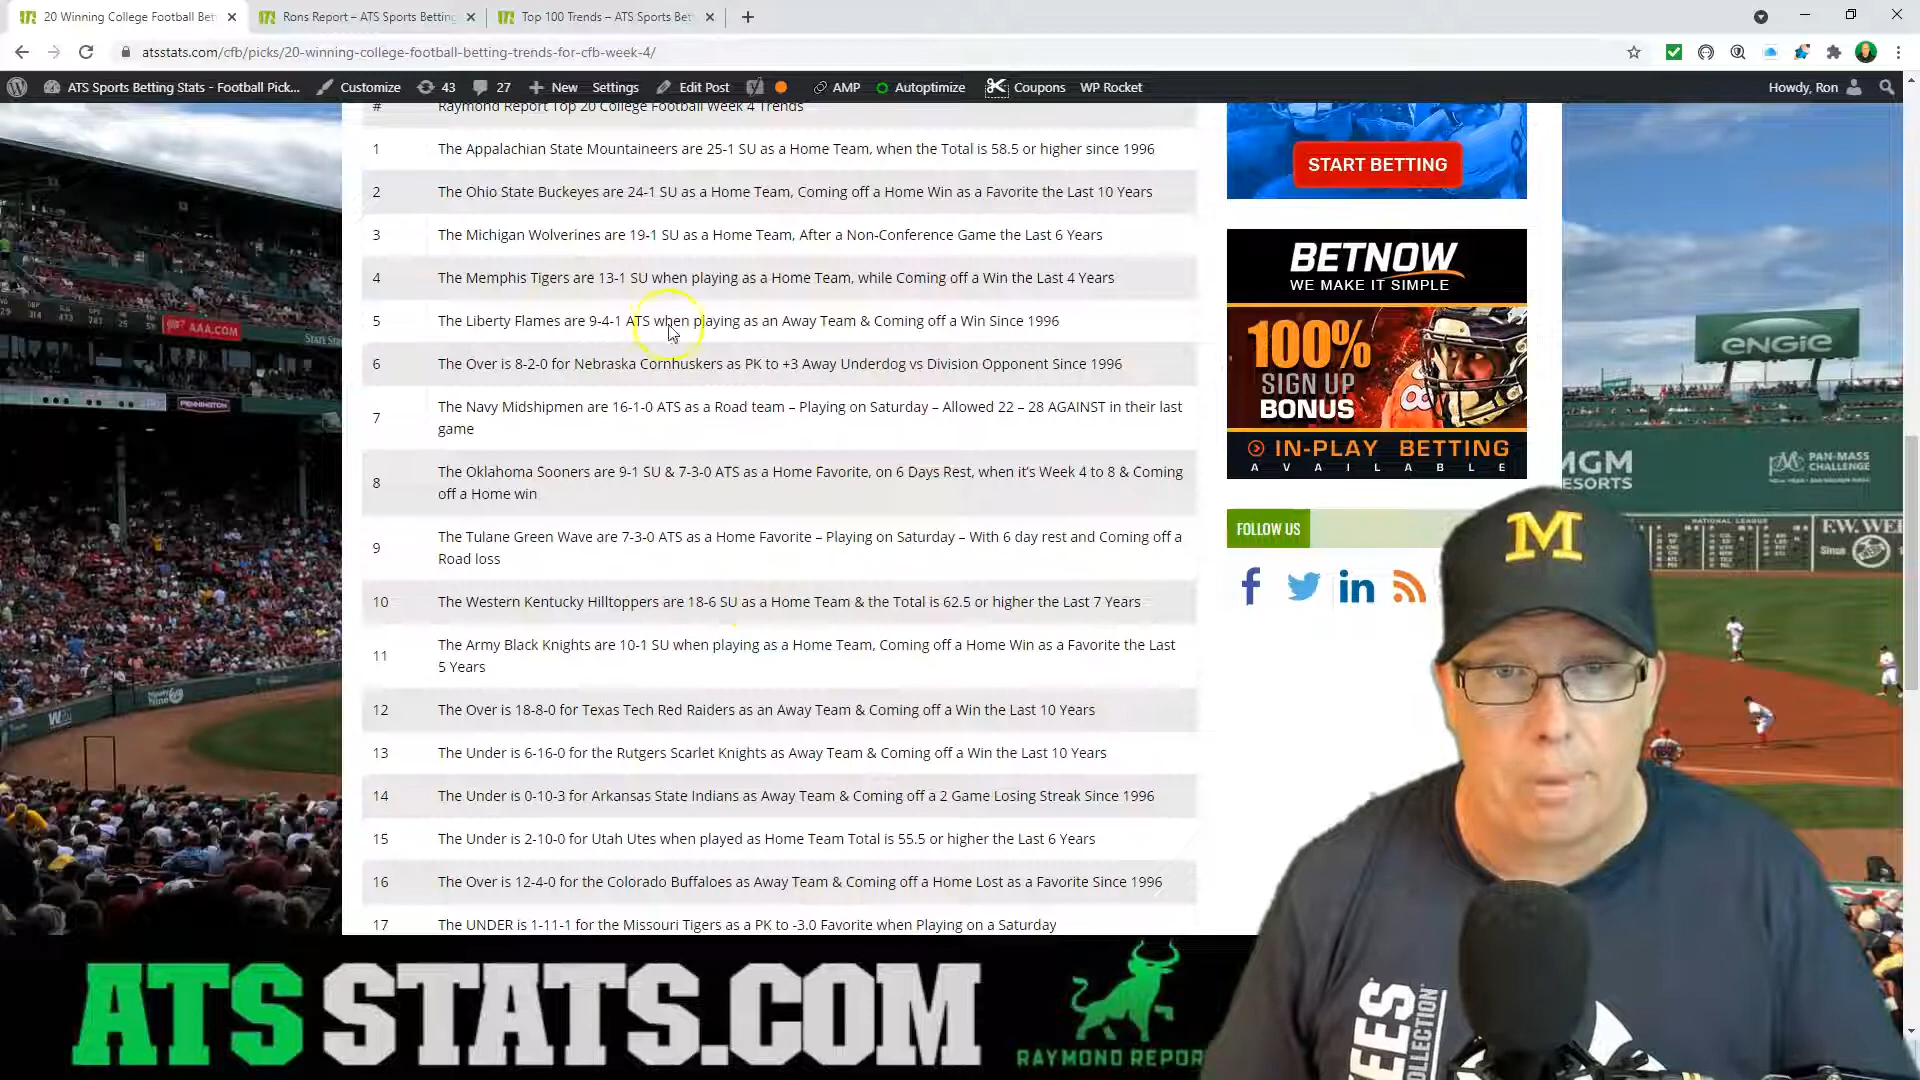 20 Winning College Football Bet
Rons Report – ATS Sports Betting
Top 100 Trends – ATS Sports Bet
atsstats.com/cfb/picks/20-winning-college-football-betting-trends-for-cfb-week-4/
ATS Sports Betting Stats - Football Pick...
Customize
43
27
New
Settings
Edit Post
AMP
Autoptimize
Coupons
WP Rocket
Howdy, Ron
# Raymond Report Top 20 College Football Week 4 Trends
1 The Appalachian State Mountaineers are 25-1 SU as a Home Team, when the Total is 58.5 or higher since 1996
2 The Ohio State Buckeyes are 24-1 SU as a Home Team, Coming off a Home Win as a Favorite the Last 10 Years
3 The Michigan Wolverines are 19-1 SU as a Home Team, After a Non-Conference Game the Last 6 Years
4 The Memphis Tigers are 13-1 SU when playing as a Home Team, while Coming off a Win the Last 4 Years
5 The Liberty Flames are 9-4-1 ATS when playing as an Away Team & Coming off a Win Since 1996
6 The Over is 8-2-0 for Nebraska Cornhuskers as PK to +3 Away Underdog vs Division Opponent Since 1996
7 The Navy Midshipmen are 16-1-0 ATS as a Road team – Playing on Saturday – Allowed 22 – 28 AGAINST in their last
game
8 The Oklahoma Sooners are 9-1 SU & 7-3-0 ATS as a Home Favorite, on 6 Days Rest, when it's Week 4 to 8 & Coming
off a Home win
9 The Tulane Green Wave are 7-3-0 ATS as a Home Favorite – Playing on Saturday – With 6 day rest and Coming off a
Road loss
10 The Western Kentucky Hilltoppers are 18-6 SU as a Home Team & the Total is 62.5 or higher the Last 7 Years
11 The Army Black Knights are 10-1 SU when playing as a Home Team, Coming off a Home Win as a Favorite the Last
5 Years
12 The Over is 18-8-0 for Texas Tech Red Raiders as an Away Team & Coming off a Win the Last 10 Years
13 The Under is 6-16-0 for the Rutgers Scarlet Knights as Away Team & Coming off a Win the Last 10 Years
14 The Under is 0-10-3 for Arkansas State Indians as Away Team & Coming off a 2 Game Losing Streak Since 1996
15 The Under is 2-10-0 for Utah Utes when played as Home Team Total is 55.5 or higher the Last 6 Years
16 The Over is 12-4-0 for the Colorado Buffaloes as Away Team & Coming off a Home Lost as a Favorite Since 1996
17 The UNDER is 1-11-1 for the Missouri Tigers as a PK to -3.0 Favorite when Playing on a Saturday
START BETTING
BETNOW
WE MAKE IT SIMPLE
100%
SIGN UP
BONUS
IN-PLAY BETTING
AVAILABLE
FOLLOW US
AAA.COM
ENGIE
MGM
RESORTS
PAN-MASS
CHALLENGE
M
COLLECTION
ATS STATS.COM
RAYMOND REPOR